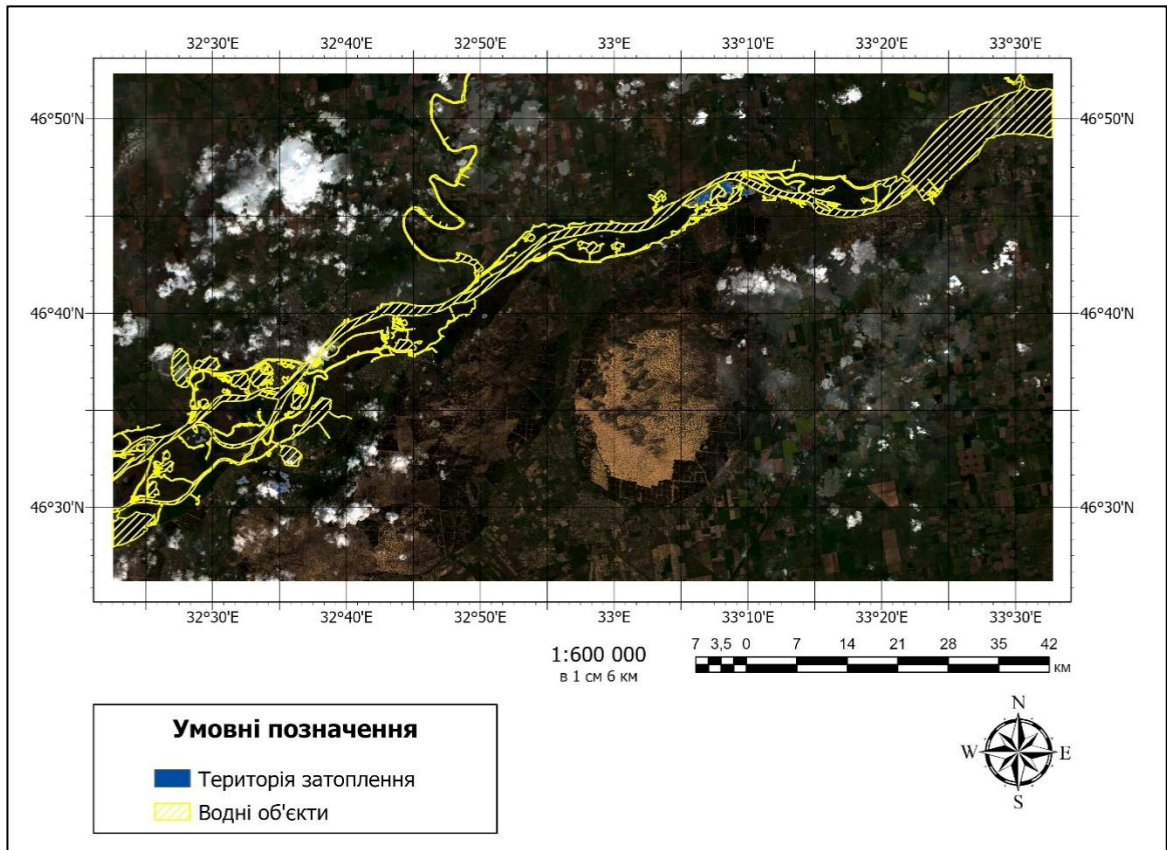 32°30'E 32°40'E 32°50'E 33°E 33°10'E 33°20'E 33°30'E
46°50'N 46°50'N
46°40'N 46°40'N
46°30'N 46°30'N
32°30'E 32°40'E 32°50'E 33°E 33°10'E 33°20'E 33°30'E
1:600 000
в 1 см 6 км
7 3,5 0 7 14 21 28 35 42
км
Умовні позначення
Територія затоплення
Водні об'єкти
N
W E
S